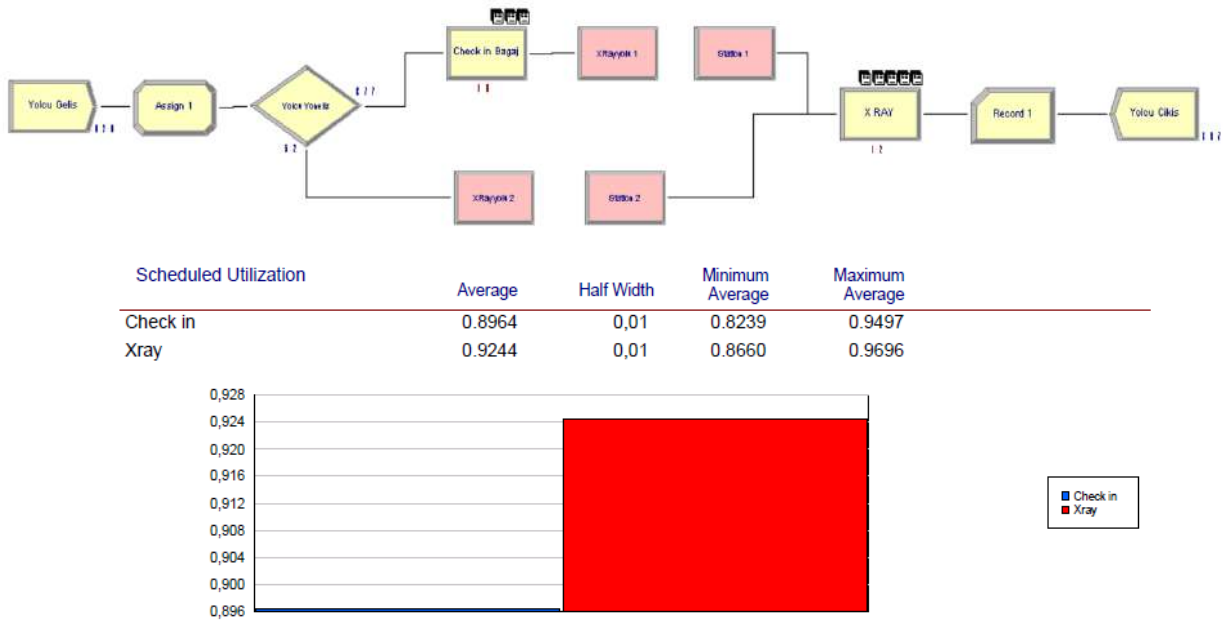 Check in Bagaj
XRayyolu 1
Station 1
Yolcu Gelis
Assign 1
X RAY
Record 1
Yolcu Cikis
XRayyolu 2
Station 2
Scheduled Utilization
Average
Half Width
Minimum Average
Maximum Average
Check in 0.8964 0,01 0.8239 0.9497
Xray 0.9244 0,01 0.8660 0.9696
0,928
0,924
0,920
0,916
0,912
0,908
0,904
0,900
0,896
Check in
Xray